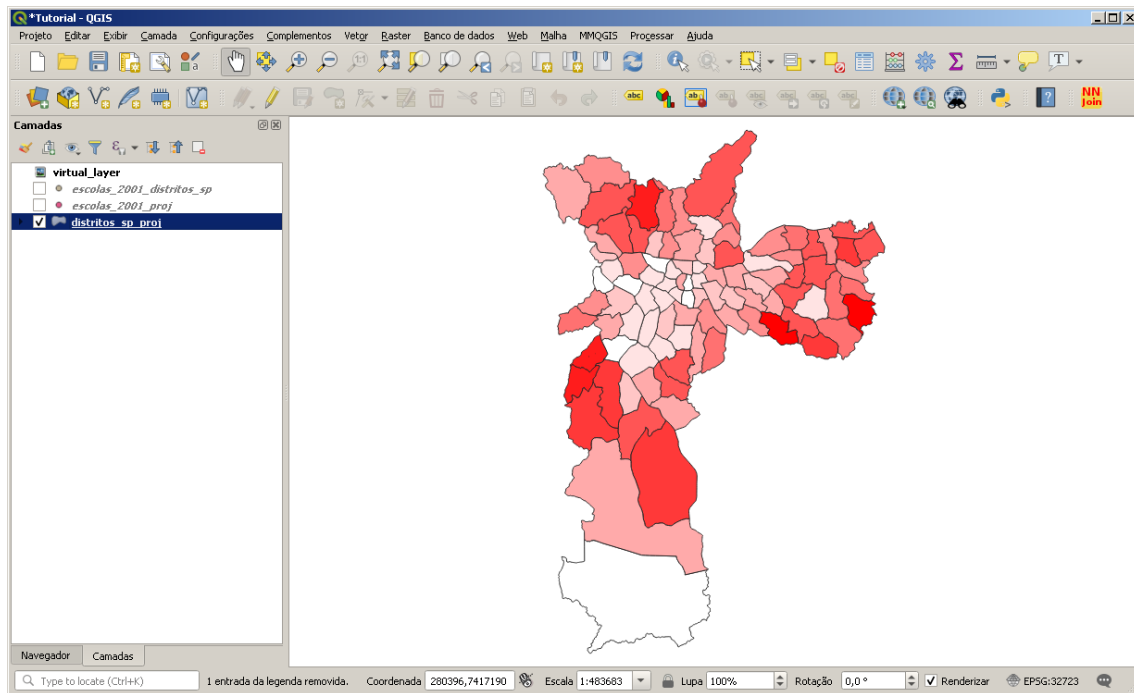 *Tutorial - QGIS
Projeto Editar Exibir Camada Configurações Complementos Vetor Raster Banco de dados Web Malha MMQGIS Processar Ajuda
abc
NN
Join
Camadas
virtual_layer
escolas_2001_distritos_sp
escolas_2001_proj
distritos_sp_proj
Navegador Camadas
Type to locate (Ctrl+K) 1 entrada da legenda removida. Coordenada 280396,7417190 Escala 1:483683 Lupa 100% Rotação 0,0 ° Renderizar EPSG:32723